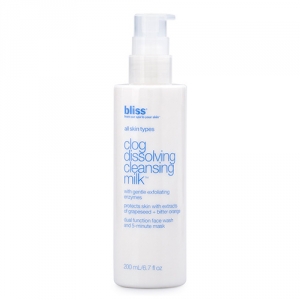 bliss
all skin types
clog
dissolving
cleansing
milk™
with gentle exfoliating
enzymes
protects skin with extracts
of grapeseed + bitter orange
dual function face wash
and 5-minute mask
200 mL/6.7 fl oz